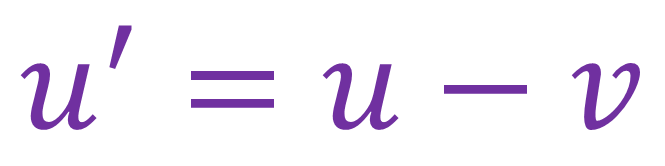 u′ = u − v